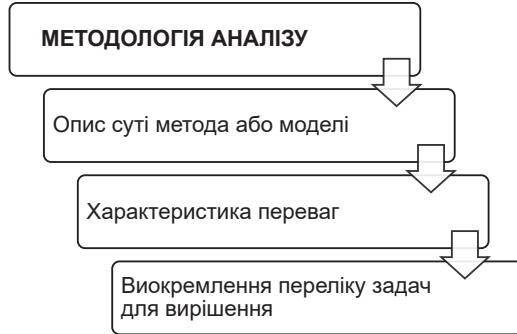 МЕТОДОЛОГІЯ АНАЛІЗУ
Опис суті метода або моделі
Характеристика переваг
Виокремлення переліку задач
для вирішення